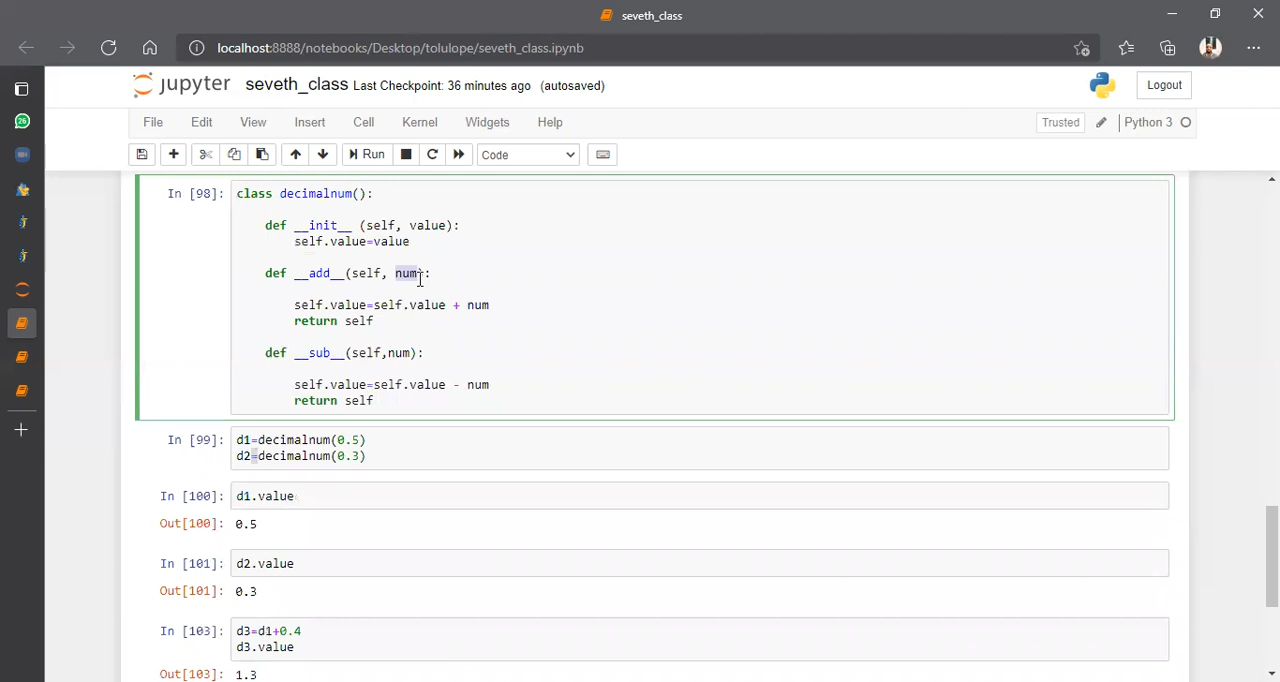 seveth_class
localhost:8888/notebooks/Desktop/tolulope/seveth_class.ipynb
jupyter seveth_class Last Checkpoint: 36 minutes ago (autosaved)
Logout
File Edit View Insert Cell Kernel Widgets Help
Trusted Python 3
Run Code
26
In [98]: class decimalnum():
def __init__ (self, value):
self.value=value
def __add__(self, num):
self.value=self.value + num
return self
def __sub__(self,num):
self.value=self.value - num
return self
In [99]: d1=decimalnum(0.5)
d2=decimalnum(0.3)
In [100]: d1.value
Out[100]: 0.5
In [101]: d2.value
Out[101]: 0.3
In [103]: d3=d1+0.4
d3.value
Out[103]: 1.3